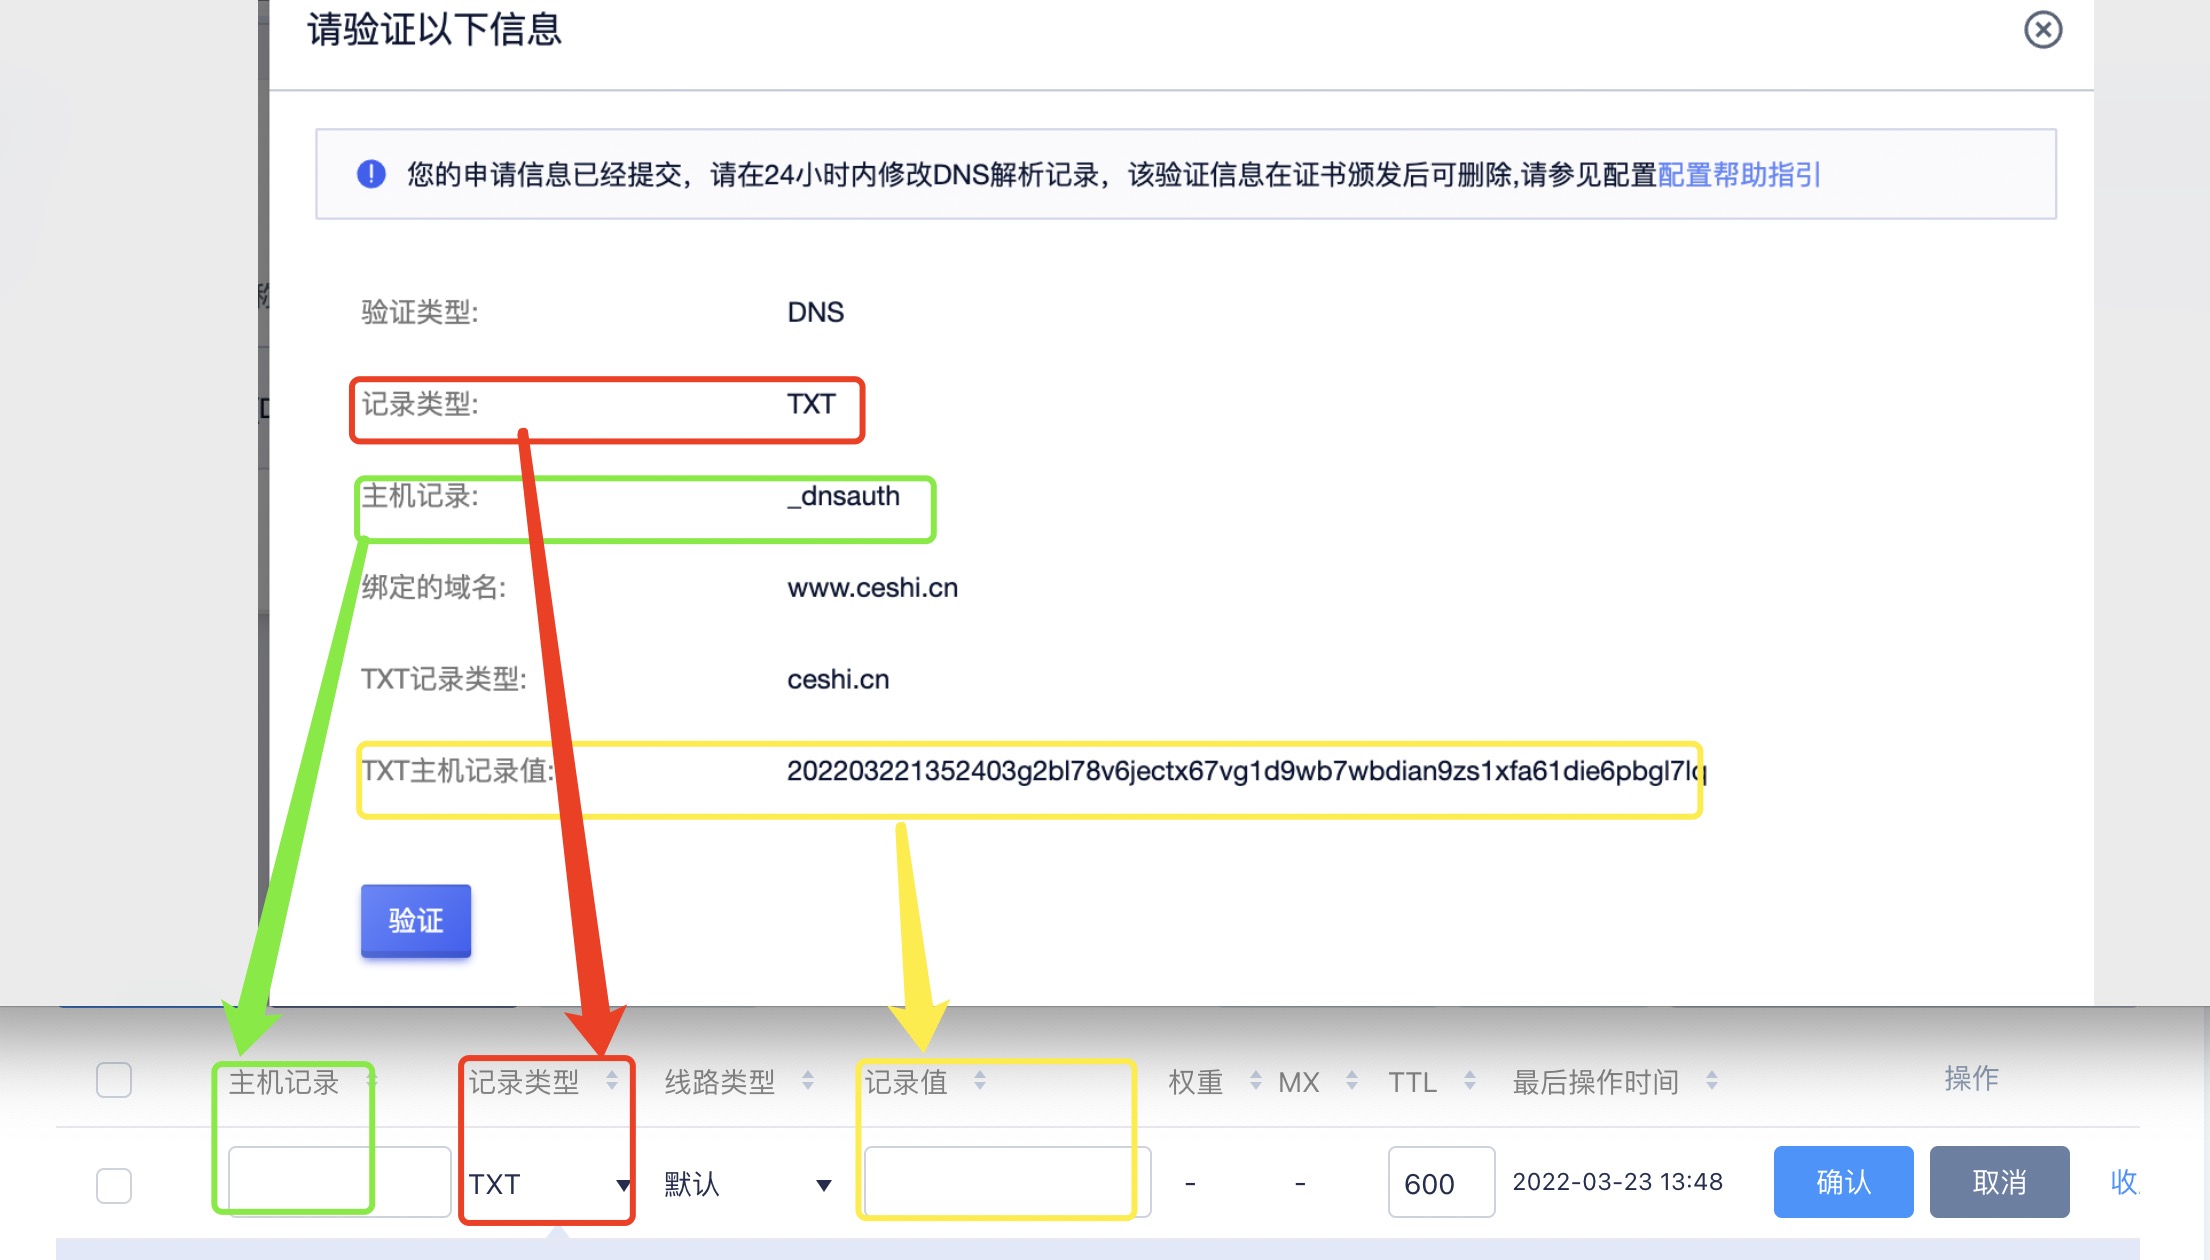 请验证以下信息
您的申请信息已经提交，请在24小时内修改DNS解析记录，该验证信息在证书颁发后可删除,请参见配置配置帮助指引
验证类型: DNS
记录类型: TXT
主机记录: _dnsauth
绑定的域名: www.ceshi.cn
TXT记录类型: ceshi.cn
TXT主机记录值: 202203221352403g2bl78v6jectx67vg1d9wb7wbdian9zs1xfa61die6pbgl7lq
验证
主机记录 记录类型 线路类型 记录值 权重 MX TTL 最后操作时间 操作
TXT 默认 - - 600 2022-03-23 13:48 确认 取消 收